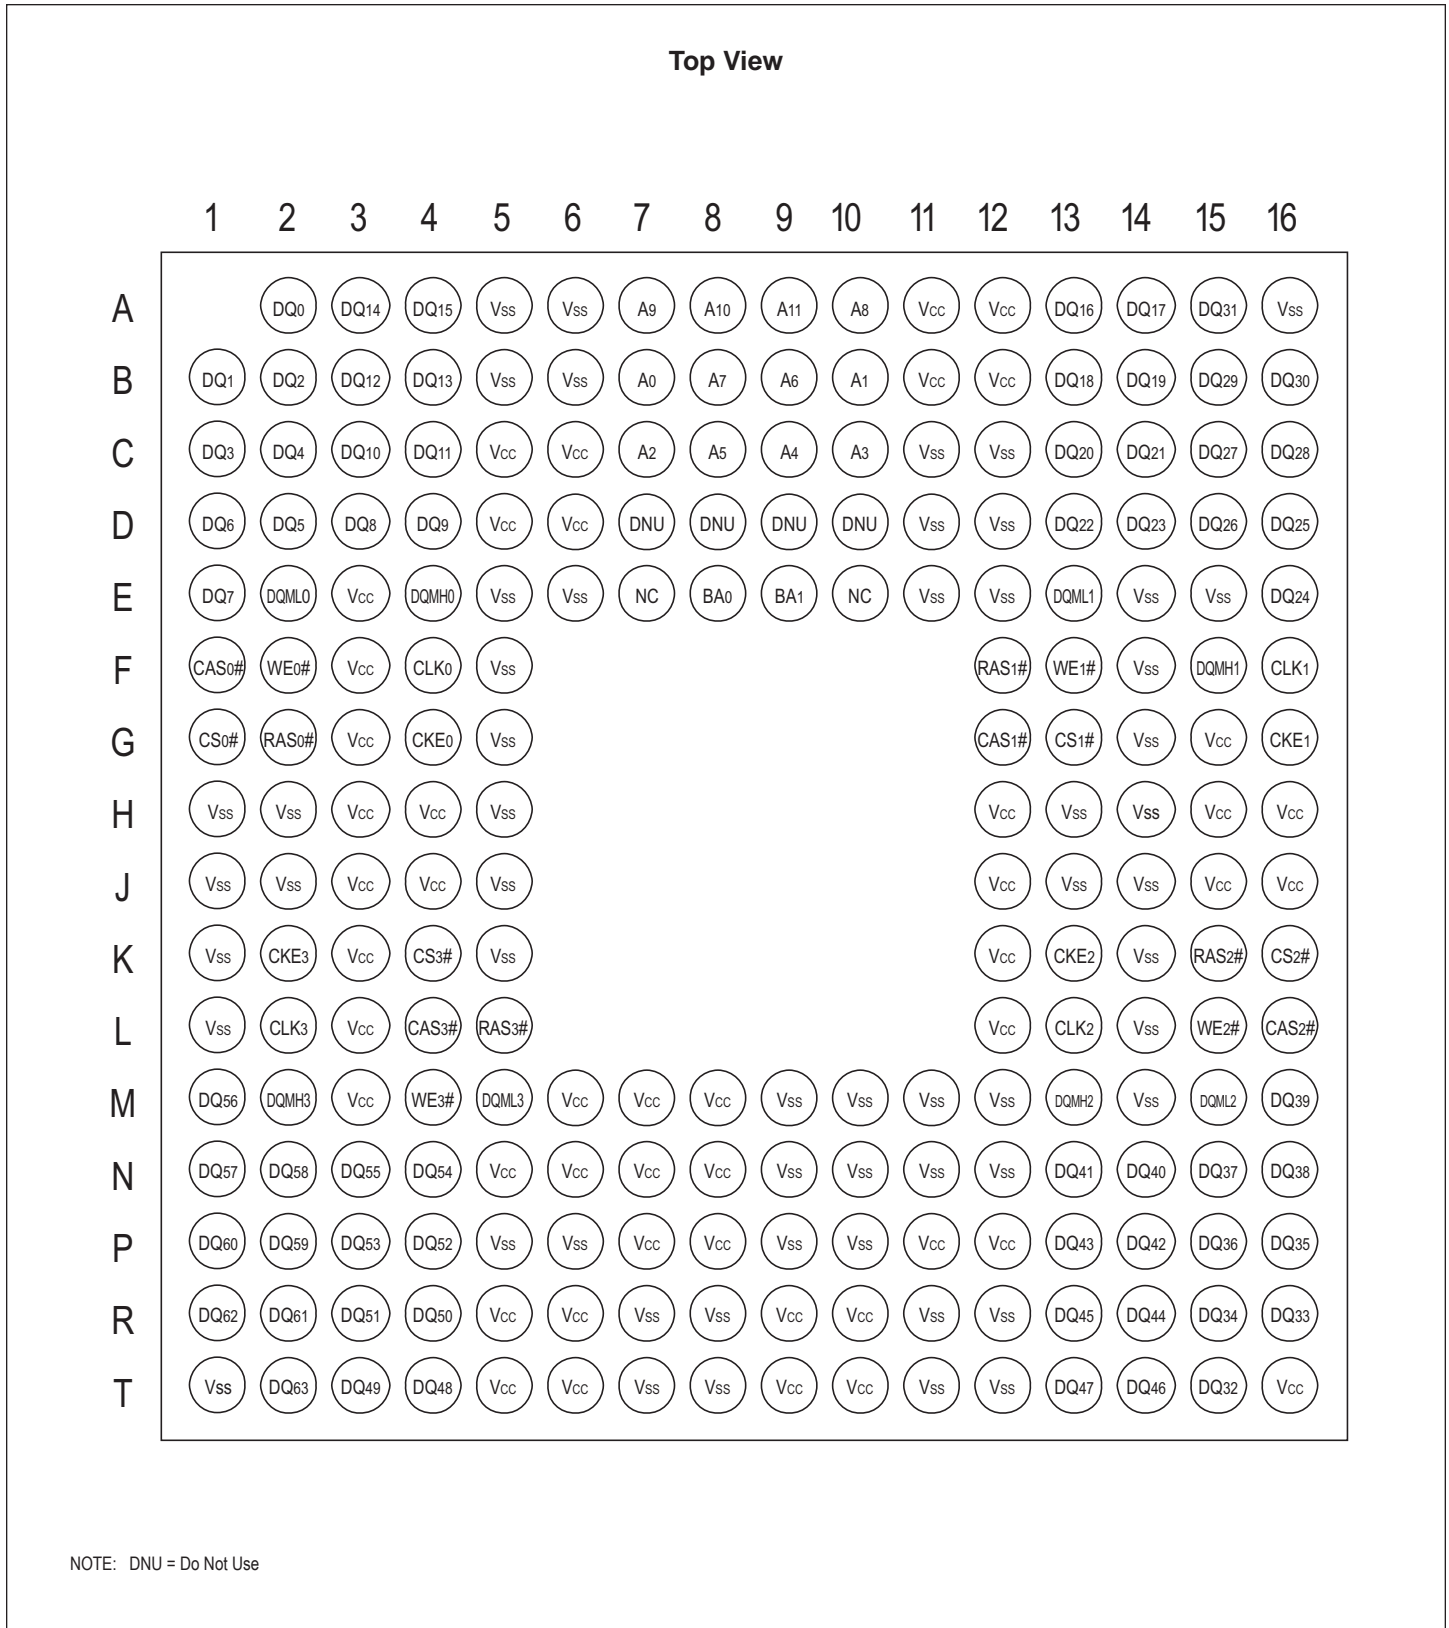 Top View
1 2 3 4 5 6 7 8 9 10 11 12 13 14 15 16
A DQ0 DQ14 DQ15 Vss Vss A9 A10 A11 A8 Vcc Vcc DQ16 DQ17 DQ31 Vss
B DQ1 DQ2 DQ12 DQ13 Vss Vss A0 A7 A6 A1 Vcc Vcc DQ18 DQ19 DQ29 DQ30
C DQ3 DQ4 DQ10 DQ11 Vcc Vcc A2 A5 A4 A3 Vss Vss DQ20 DQ21 DQ27 DQ28
D DQ6 DQ5 DQ8 DQ9 Vcc Vcc DNU DNU DNU DNU Vss Vss DQ22 DQ23 DQ26 DQ25
E DQ7 DQML0 Vcc DQMH0 Vss Vss NC BA0 BA1 NC Vss Vss DQML1 Vss Vss DQ24
F CAS0# WE0# Vcc CLK0 Vss RAS1# WE1# Vss DQMH1 CLK1
G CS0# RAS0# Vcc CKE0 Vss CAS1# CS1# Vss Vcc CKE1
H Vss Vss Vcc Vcc Vss Vcc Vss Vss Vcc Vcc
J Vss Vss Vcc Vcc Vss Vcc Vss Vss Vcc Vcc
K Vss CKE3 Vcc CS3# Vss Vcc CKE2 Vss RAS2# CS2#
L Vss CLK3 Vcc CAS3# RAS3# Vcc CLK2 Vss WE2# CAS2#
M DQ56 DQMH3 Vcc WE3# DQML3 Vcc Vcc Vcc Vss Vss Vss Vss DQMH2 Vss DQML2 DQ39
N DQ57 DQ58 DQ55 DQ54 Vcc Vcc Vcc Vcc Vss Vss Vss Vss DQ41 DQ40 DQ37 DQ38
P DQ60 DQ59 DQ53 DQ52 Vss Vss Vcc Vcc Vss Vss Vcc Vcc DQ43 DQ42 DQ36 DQ35
R DQ62 DQ61 DQ51 DQ50 Vcc Vcc Vss Vss Vcc Vcc Vss Vss DQ45 DQ44 DQ34 DQ33
T Vss DQ63 DQ49 DQ48 Vcc Vcc Vss Vss Vcc Vcc Vss Vss DQ47 DQ46 DQ32 Vcc
NOTE: DNU = Do Not Use